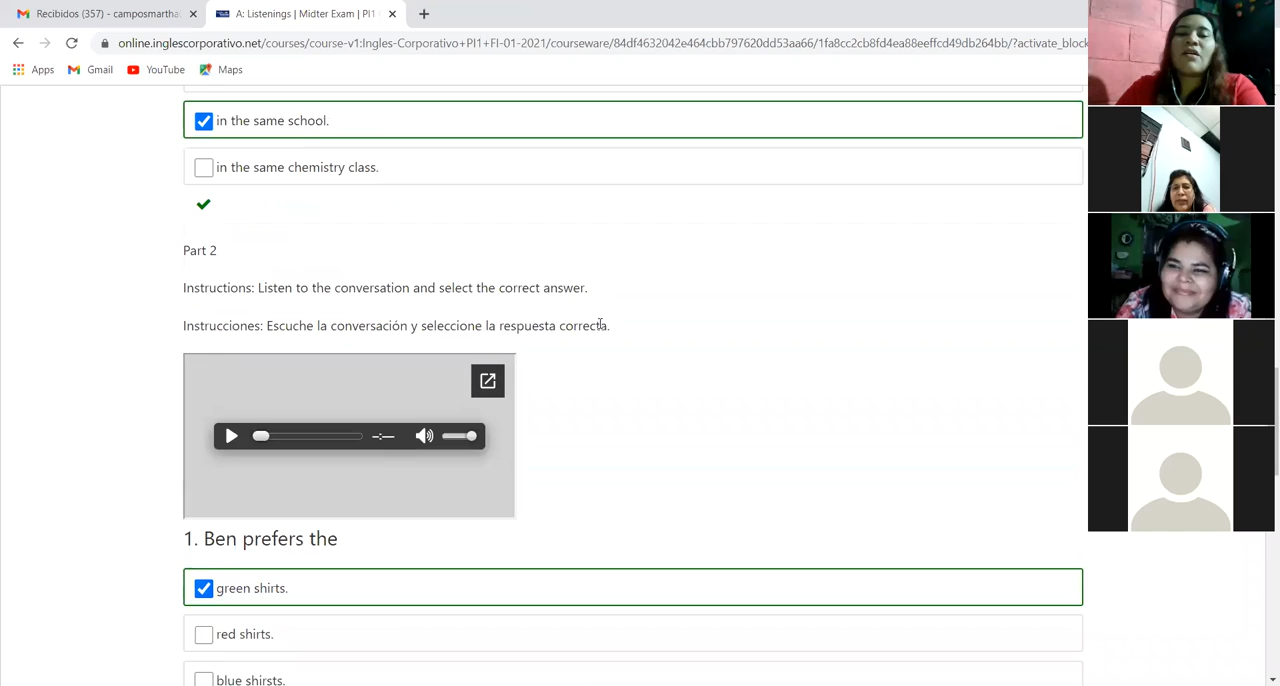 Recibidos (357) - camposmartha
A: Listenings | Midter Exam | PI1
online.inglescorporativo.net/courses/course-v1:Ingles-Corporativo+PI1+FI-01-2021/courseware/84df4632042e464cbb797620dd53aa66/1fa8cc2cb8fd4ea88eeffcd49db264bb/?activate_block
Apps Gmail YouTube Maps
in the same school.
in the same chemistry class.
Part 2
Instructions: Listen to the conversation and select the correct answer.
Instrucciones: Escuche la conversación y seleccione la respuesta correcta.
-:--
1. Ben prefers the
green shirts.
red shirts.
blue shirsts.